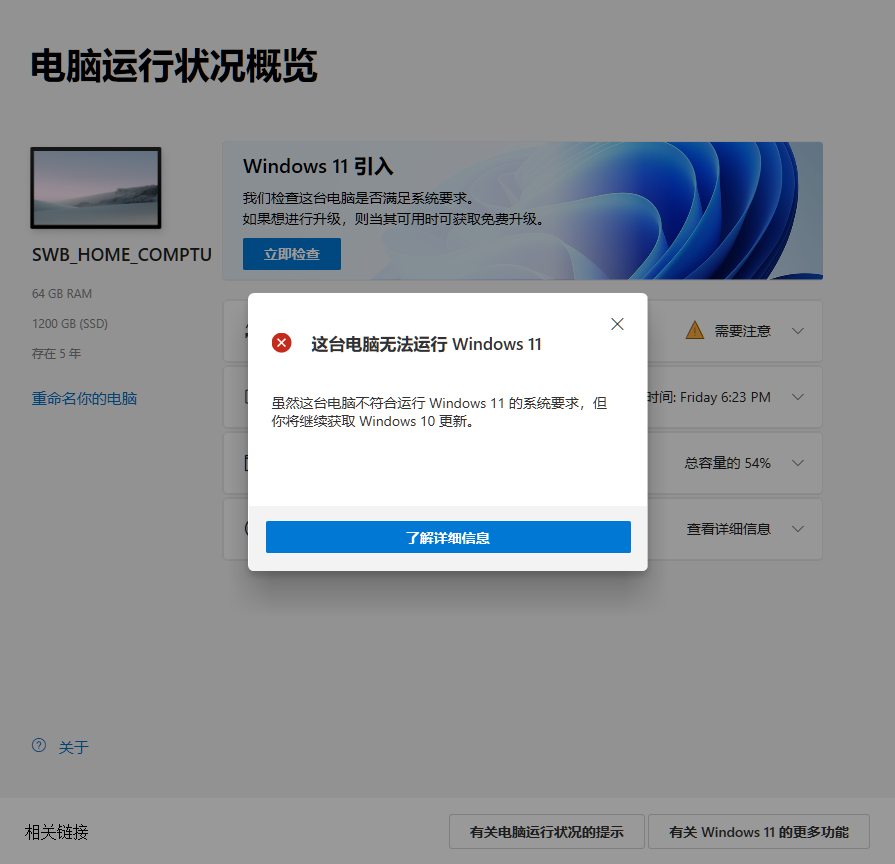 电脑运行状况概览
Windows 11 引入
我们检查这台电脑是否满足系统要求。
如果想进行升级，则当其可用时可获取免费升级。
立即检查
SWB_HOME_COMPTU
64 GB RAM
1200 GB (SSD)
存在 5 年
重命名你的电脑
需要注意
时间: Friday 6:23 PM
总容量的 54%
查看详细信息
这台电脑无法运行 Windows 11
虽然这台电脑不符合运行 Windows 11 的系统要求，但
你将继续获取 Windows 10 更新。
了解详细信息
关于
相关链接
有关电脑运行状况的提示
有关 Windows 11 的更多功能